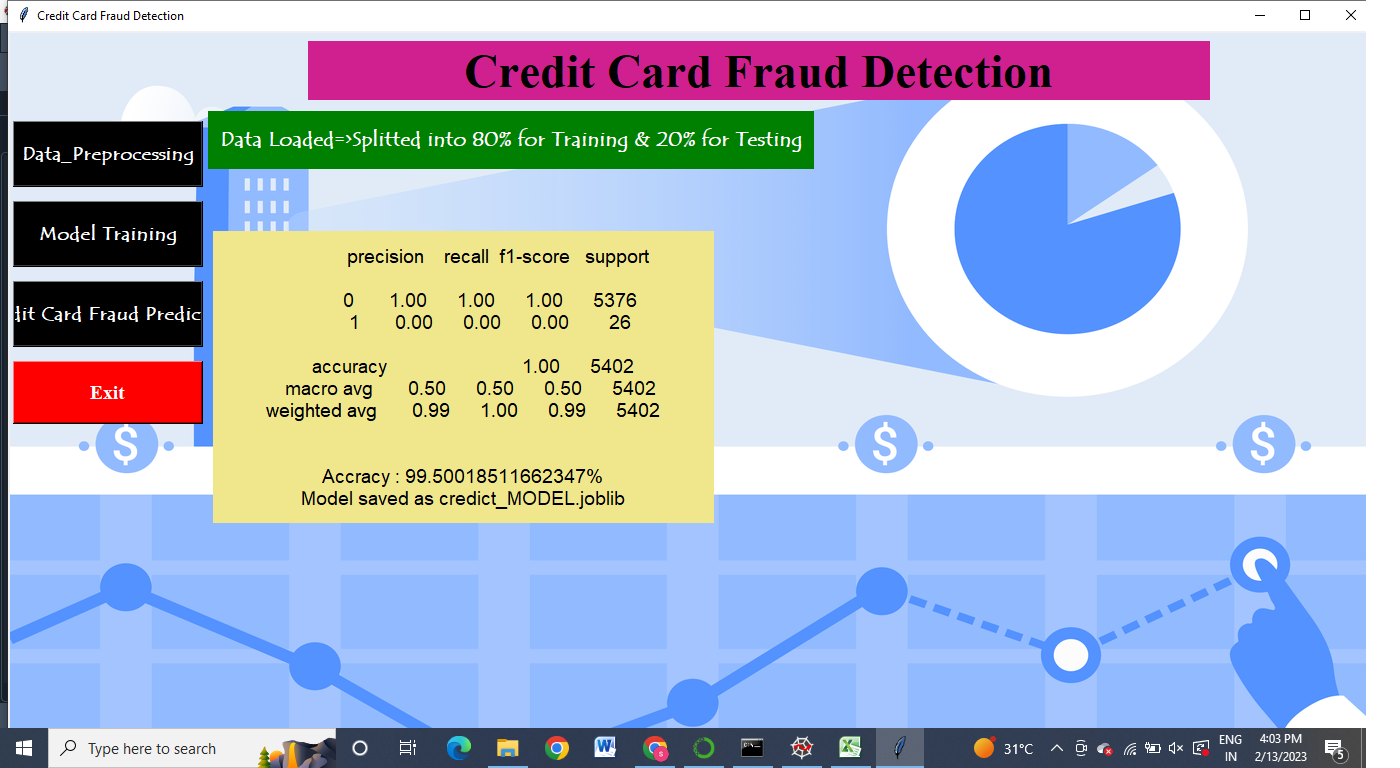 Credit Card Fraud Detection
Credit Card Fraud Detection
Data Loaded=>Splitted into 80% for Training & 20% for Testing
Data_Preprocessing
Model Training
dit Card Fraud Predic
Exit
precision recall f1-score support
0 1.00 1.00 1.00 5376
1 0.00 0.00 0.00 26
accuracy 1.00 5402
macro avg 0.50 0.50 0.50 5402
weighted avg 0.99 1.00 0.99 5402
Accracy : 99.50018511662347%
Model saved as credict_MODEL.joblib
$ $ $
Type here to search
31°C
ENG
IN
4:03 PM
2/13/2023
5